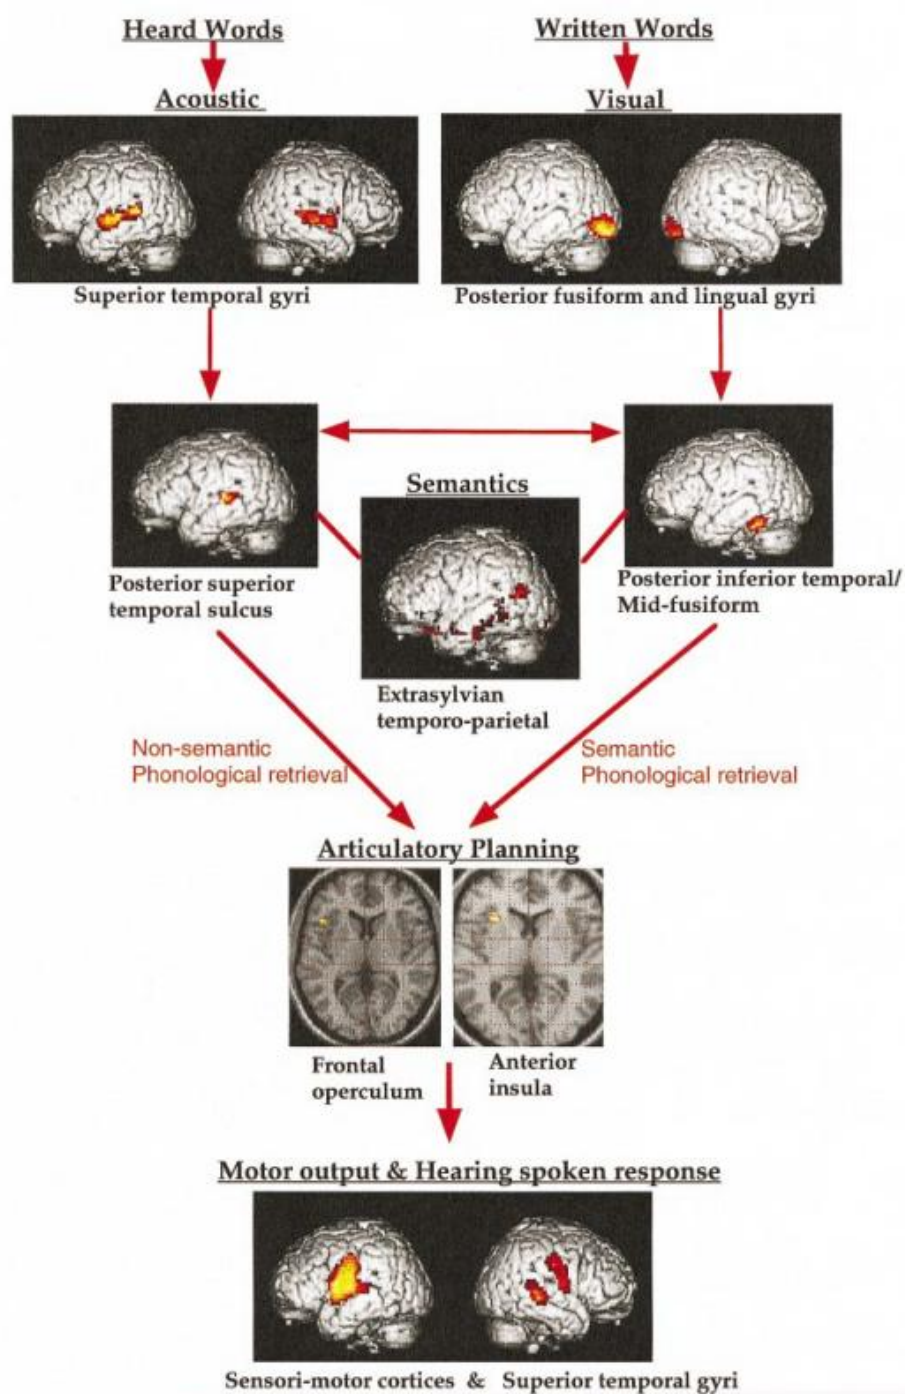 Heard Words
Written Words
Acoustic
Visual
Superior temporal gyri
Posterior fusiform and lingual gyri
Semantics
Posterior superior
temporal sulcus
Posterior inferior temporal/
Mid-fusiform
Extrasylvian
temporo-parietal
Non-semantic
Phonological retrieval
Semantic
Phonological retrieval
Articulatory Planning
Frontal
operculum
Anterior
insula
Motor output & Hearing spoken response
Sensori-motor cortices & Superior temporal gyri